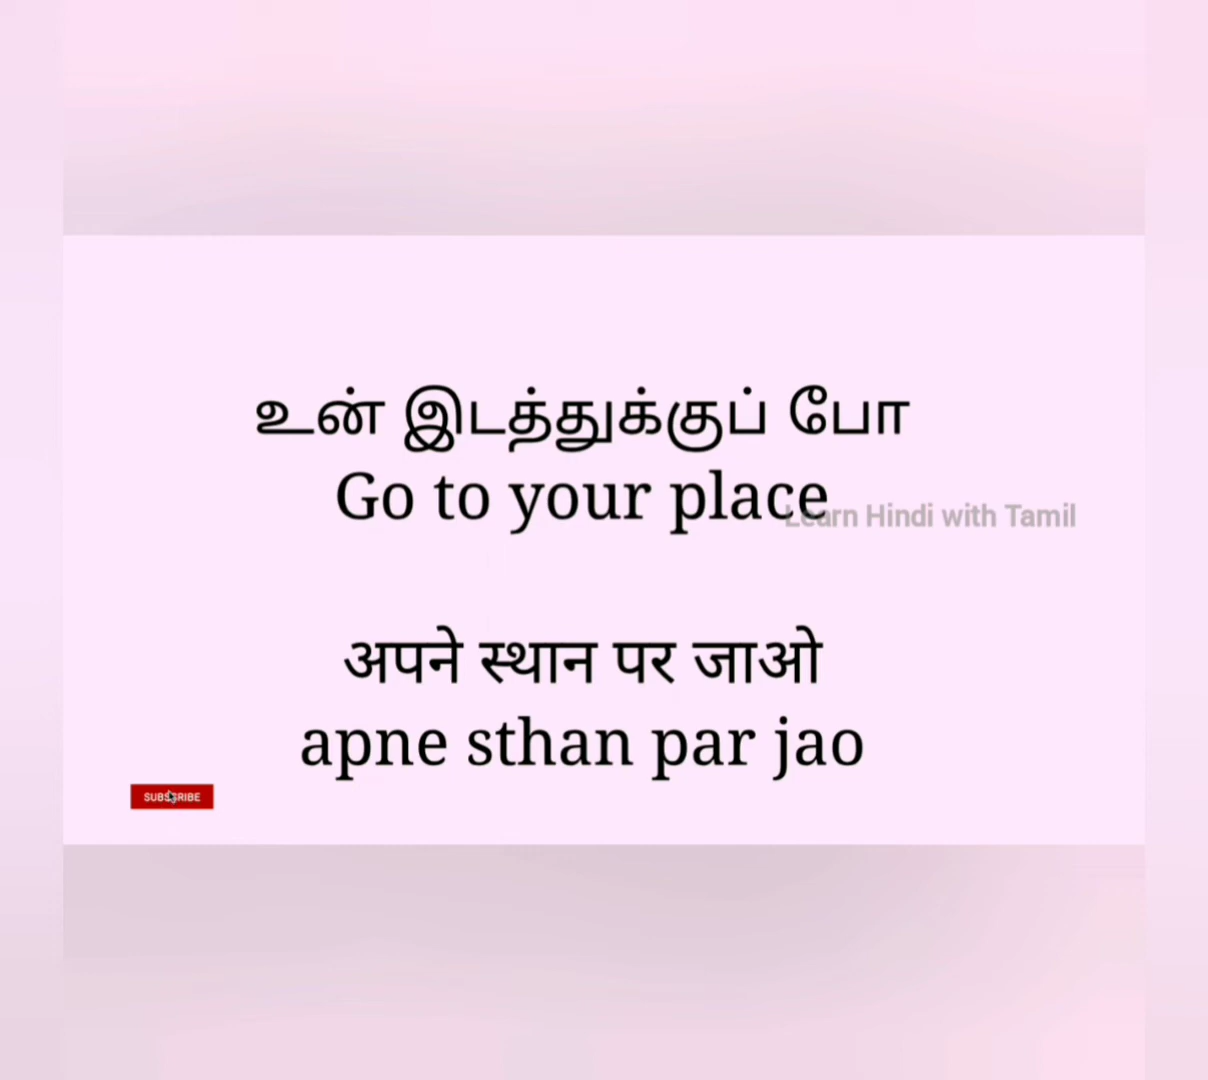 உன் இடத்துக்குப் போ
Go to your place
Learn Hindi with Tamil
अपने स्थान पर जाओ
apne sthan par jao
SUBSCRIBE